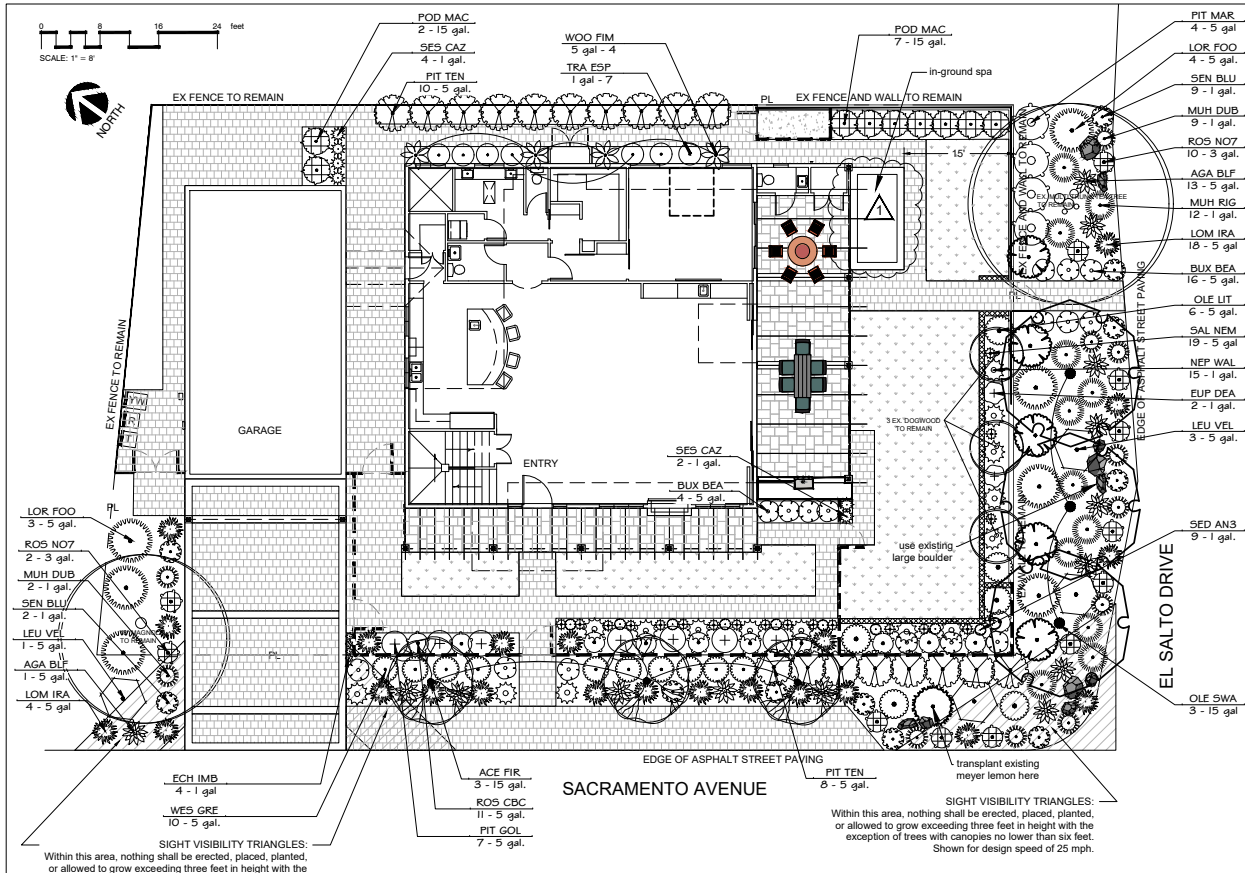 0 8 16 24 feet
SCALE: 1" = 8'
NORTH
POD MAC
2 - 15 gal.
SES CAZ
4 - 1 gal.
PIT TEN
10 - 5 gal.
WOO FIM
5 gal - 4
TRA ESP
1 gal - 7
POD MAC
7 - 15 gal.
in-ground spa
EX FENCE TO REMAIN
PL
EX FENCE AND WALL TO REMAIN
15'
1
PIT MAR
4 - 5 gal
LOR FOO
4 - 5 gal.
SEN BLU
9 - 1 gal.
MUH DUB
9 - 1 gal.
ROS NO7
10 - 3 gal.
AGA BLF
13 - 5 gal.
MUH RIG
12 - 1 gal.
LOM IRA
18 - 5 gal
BUX BEA
16 - 5 gal.
OLE LIT
6 - 5 gal.
SAL NEM
19 - 5 gal
NEP WAL
15 - 1 gal.
EUP DEA
2 - 1 gal.
LEU VEL
3 - 5 gal.
SED AN3
9 - 1 gal.
OLE SWA
3 - 15 gal
TO REMAIN
EDGE OF ASPHALT STREET PAVING
EL SALTO DRIVE
3 EX. DOGWOOD
TO REMAIN
use existing
large boulder
EX FENCE TO REMAIN
YW
R
GARAGE
ENTRY
SES CAZ
2 - 1 gal.
BUX BEA
4 - 5 gal.
PL
LOR FOO
3 - 5 gal.
ROS NO7
2 - 3 gal.
MUH DUB
2 - 1 gal.
SEN BLU
2 - 1 gal.
LEU VEL
1 - 5 gal.
AGA BLF
1 - 5 gal.
LOM IRA
4 - 5 gal
TO REMAIN
PL
ECH IMB
4 - 1 gal
WES GRE
10 - 5 gal.
ACE FIR
3 - 15 gal.
ROS CBC
11 - 5 gal.
PIT GOL
7 - 5 gal.
EDGE OF ASPHALT STREET PAVING
SACRAMENTO AVENUE
PIT TEN
8 - 5 gal.
transplant existing
meyer lemon here
SIGHT VISIBILITY TRIANGLES:
Within this area, nothing shall be erected, placed, planted,
or allowed to grow exceeding three feet in height with the
exception of trees with canopies no lower than six feet.
Shown for design speed of 25 mph.
SIGHT VISIBILITY TRIANGLES:
Within this area, nothing shall be erected, placed, planted,
or allowed to grow exceeding three feet in height with the